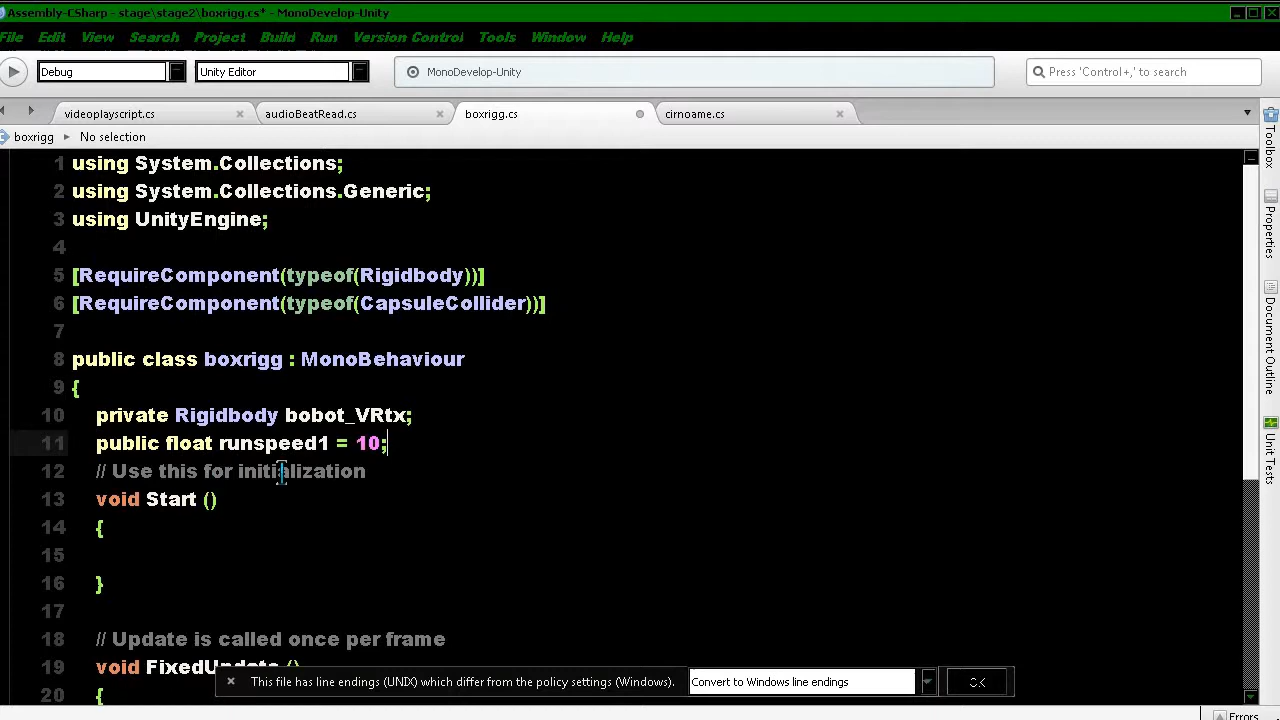 Assembly-CSharp - stage\stage2\boxrigg.cs* - MonoDevelop-Unity
File Edit View Search Project Build Run Version Control Tools Window Help
Debug Unity Editor MonoDevelop-Unity Press 'Control+,' to search
videoplayscript.cs audioBeatRead.cs boxrigg.cs cirnoame.cs
boxrigg No selection
1 using System.Collections;
2 using System.Collections.Generic;
3 using UnityEngine;
4
5 [RequireComponent(typeof(Rigidbody))]
6 [RequireComponent(typeof(CapsuleCollider))]
7
8 public class boxrigg : MonoBehaviour
9 {
10 private Rigidbody bobot_VRtx;
11 public float runspeed1 = 10;
12 // Use this for initialization
13 void Start ()
14 {
15
16 }
17
18 // Update is called once per frame
19 void FixedUpdate ()
20 {
This file has line endings (UNIX) which differ from the policy settings (Windows). Convert to Windows line endings OK
Toolbox
Properties
Document Outline
Unit Tests
Errors